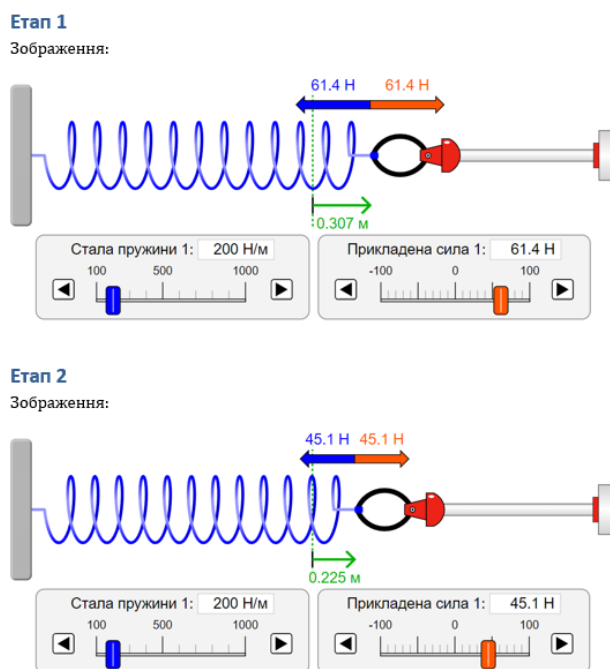 Етап 1
Зображення:
61.4 Н 61.4 Н
0.307 м
Стала пружини 1: 200 Н/м
100 500 1000
Прикладена сила 1: 61.4 Н
-100 0 100
Етап 2
Зображення:
45.1 Н 45.1 Н
0.225 м
Стала пружини 1: 200 Н/м
100 500 1000
Прикладена сила 1: 45.1 Н
-100 0 100